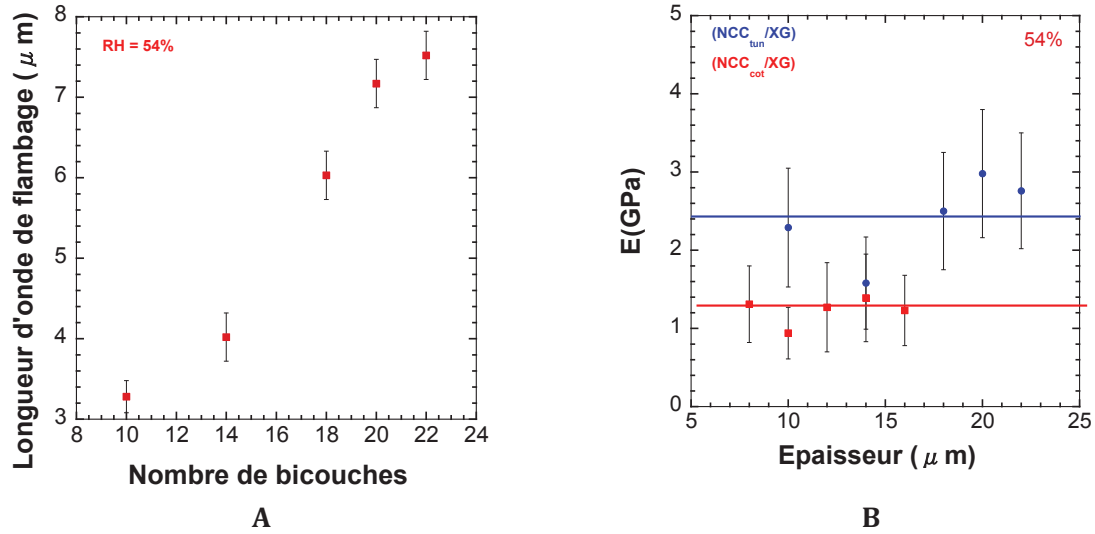 RH = 54%
Longueur d'onde de flambage ( μ m)
8
7
6
5
4
3
8 10 12 14 16 18 20 22 24
Nombre de bicouches
A
(NCCtun/XG)
(NCCcot/XG)
54%
E(GPa)
5
4
3
2
1
0
5 10 15 20 25
Epaisseur ( μ m)
B